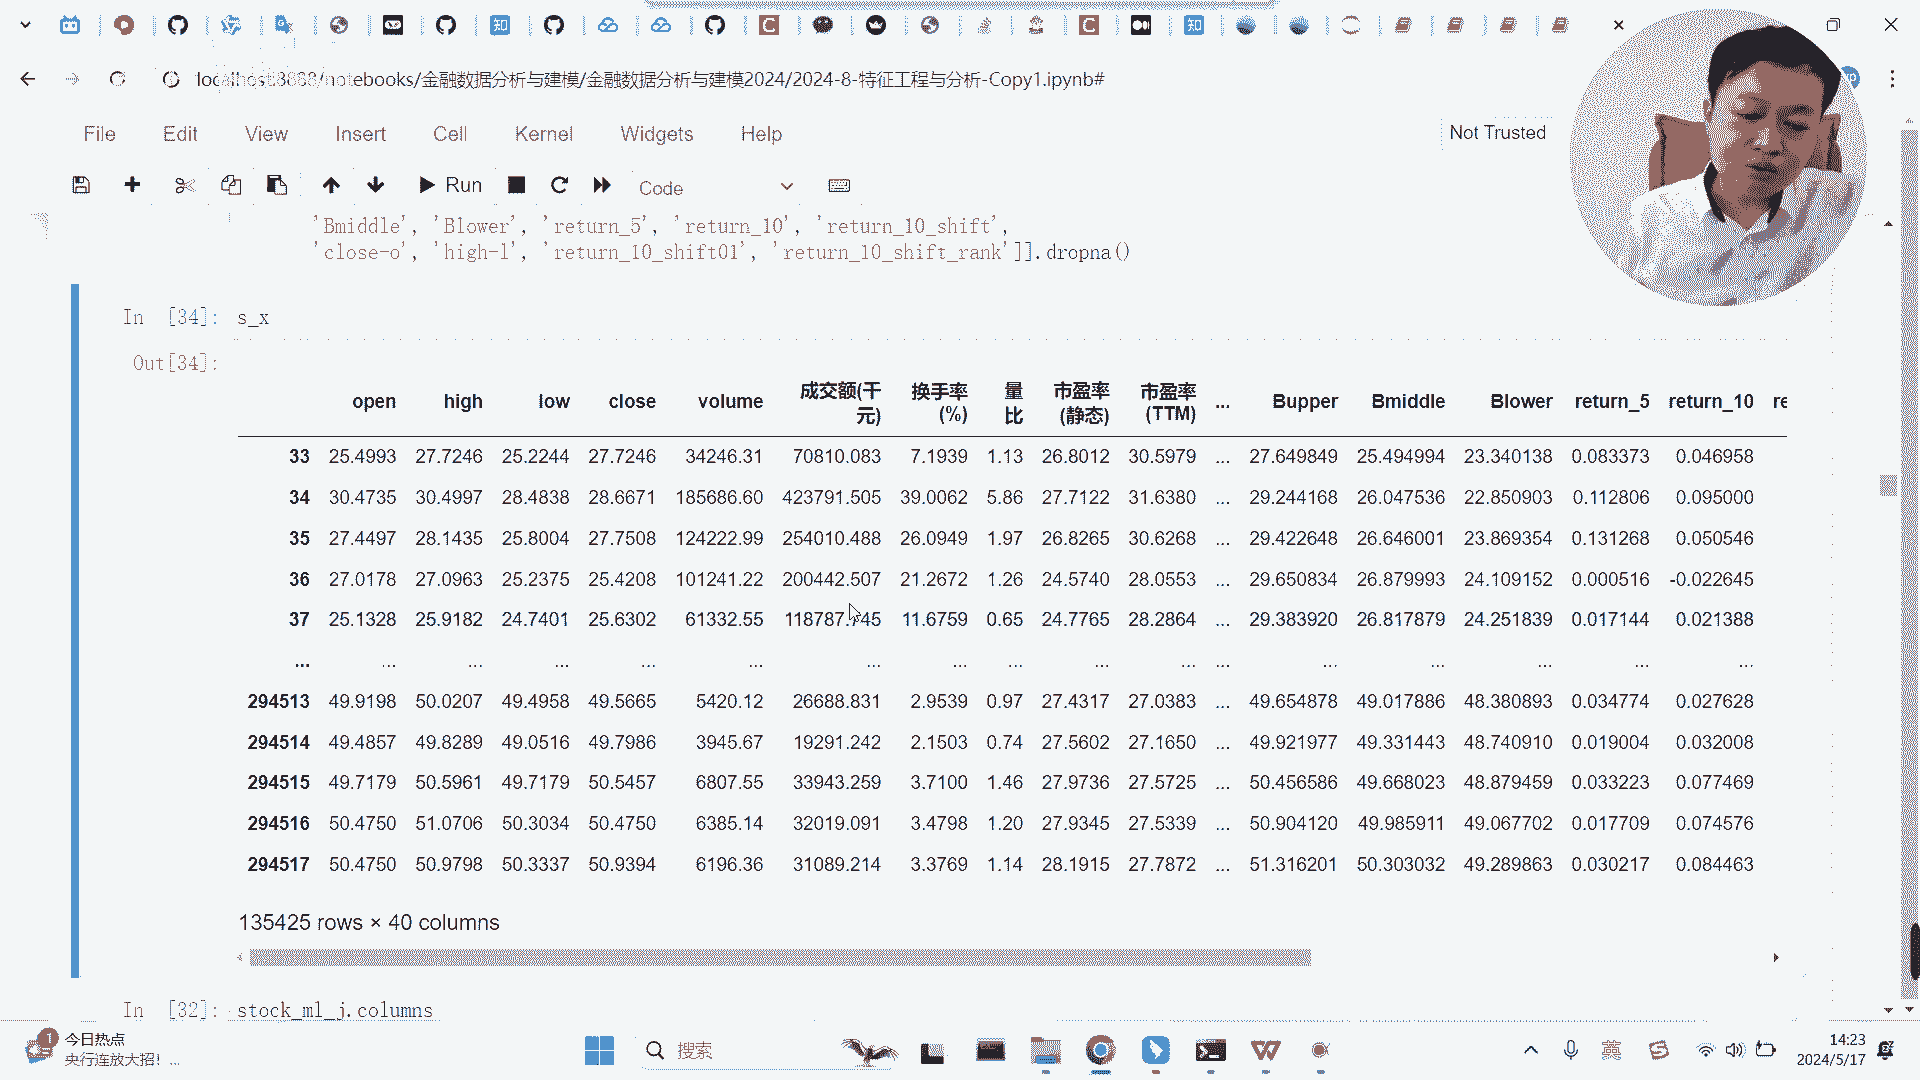 localhost:8888/notebooks/金融数据分析与建模/金融数据分析与建模2024/2024-8-特征工程与分析-Copy1.ipynb#
File Edit View Insert Cell Kernel Widgets Help
Not Trusted
Run Code
'Bmiddle', 'Blower', 'return_5', 'return_10', 'return_10_shift',
'close-o', 'high-l', 'return_10_shift01', 'return_10_shift_rank']].dropna()
In [34]: s_x
Out[34]:
open high low close volume 成交额(千元) 换手率(%) 量比 市盈率(静态) 市盈率(TTM) ... Bupper Bmiddle Blower return_5 return_10 re
33 25.4993 27.7246 25.2244 27.7246 34246.31 70810.083 7.1939 1.13 26.8012 30.5979 ... 27.649849 25.494994 23.340138 0.083373 0.046958
34 30.4735 30.4997 28.4838 28.6671 185686.60 423791.505 39.0062 5.86 27.7122 31.6380 ... 29.244168 26.047536 22.850903 0.112806 0.095000
35 27.4497 28.1435 25.8004 27.7508 124222.99 254010.488 26.0949 1.97 26.8265 30.6268 ... 29.422648 26.646001 23.869354 0.131268 0.050546
36 27.0178 27.0963 25.2375 25.4208 101241.22 200442.507 21.2672 1.26 24.5740 28.0553 ... 29.650834 26.879993 24.109152 0.000516 -0.022645
37 25.1328 25.9182 24.7401 25.6302 61332.55 118787.745 11.6759 0.65 24.7765 28.2864 ... 29.383920 26.817879 24.251839 0.017144 0.021388
... ... ... ... ... ... ... ... ... ... ... ... ... ... ... ... ...
294513 49.9198 50.0207 49.4958 49.5665 5420.12 26688.831 2.9539 0.97 27.4317 27.0383 ... 49.654878 49.017886 48.380893 0.034774 0.027628
294514 49.4857 49.8289 49.0516 49.7986 3945.67 19291.242 2.1503 0.74 27.5602 27.1650 ... 49.921977 49.331443 48.740910 0.019004 0.032008
294515 49.7179 50.5961 49.7179 50.5457 6807.55 33943.259 3.7100 1.46 27.9736 27.5725 ... 50.456586 49.668023 48.879459 0.033223 0.077469
294516 50.4750 51.0706 50.3034 50.4750 6385.14 32019.091 3.4798 1.20 27.9345 27.5339 ... 50.904120 49.985911 49.067702 0.017709 0.074576
294517 50.4750 50.9798 50.3337 50.9394 6196.36 31089.214 3.3769 1.14 28.1915 27.7872 ... 51.316201 50.303032 49.289863 0.030217 0.084463
135425 rows × 40 columns
In [32]: stock_ml_j.columns
1 今日热点
央行连放大招！...
搜索
英
14:23
2024/5/17